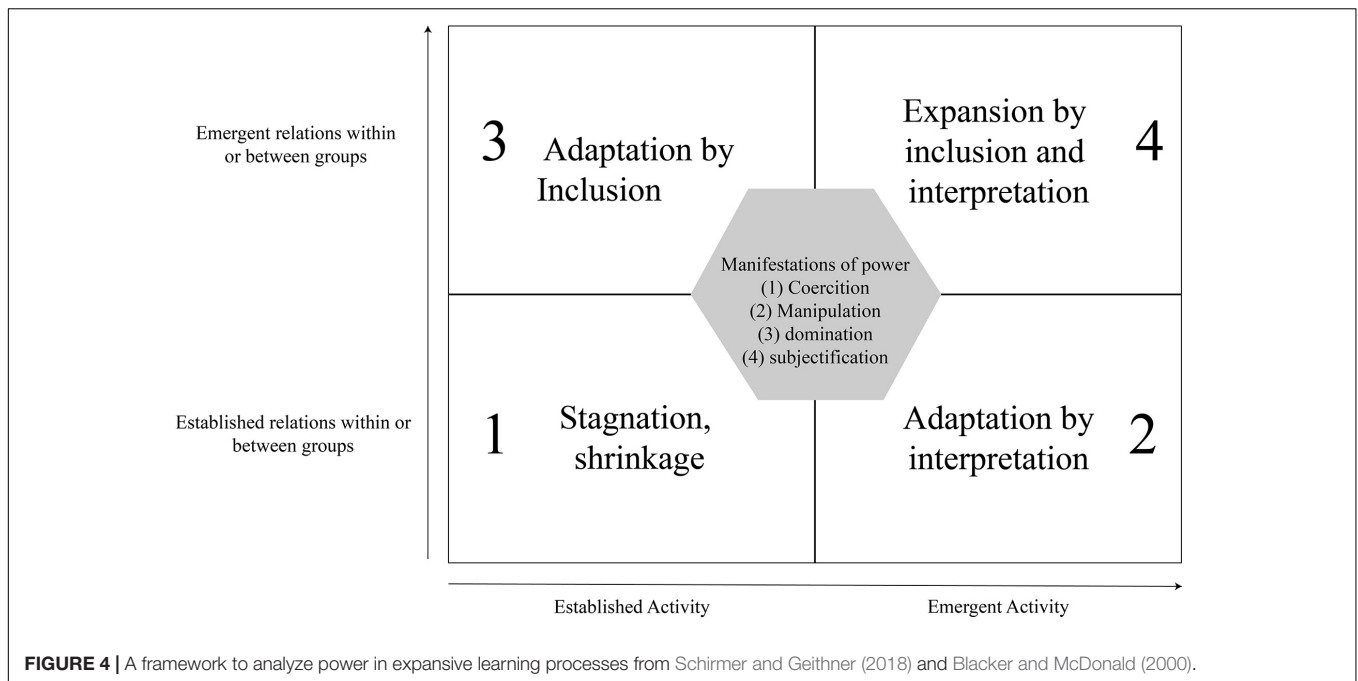 Emergent relations within
or between groups
3
Adaptation by
Inclusion
Expansion by
inclusion and
interpretation
4
Manifestations of power
(1) Coercition
(2) Manipulation
(3) domination
(4) subjectification
Established relations within or
between groups
1
Stagnation,
shrinkage
Adaptation by
interpretation
2
Established Activity
Emergent Activity
FIGURE 4 | A framework to analyze power in expansive learning processes from Schirmer and Geithner (2018) and Blacker and McDonald (2000).